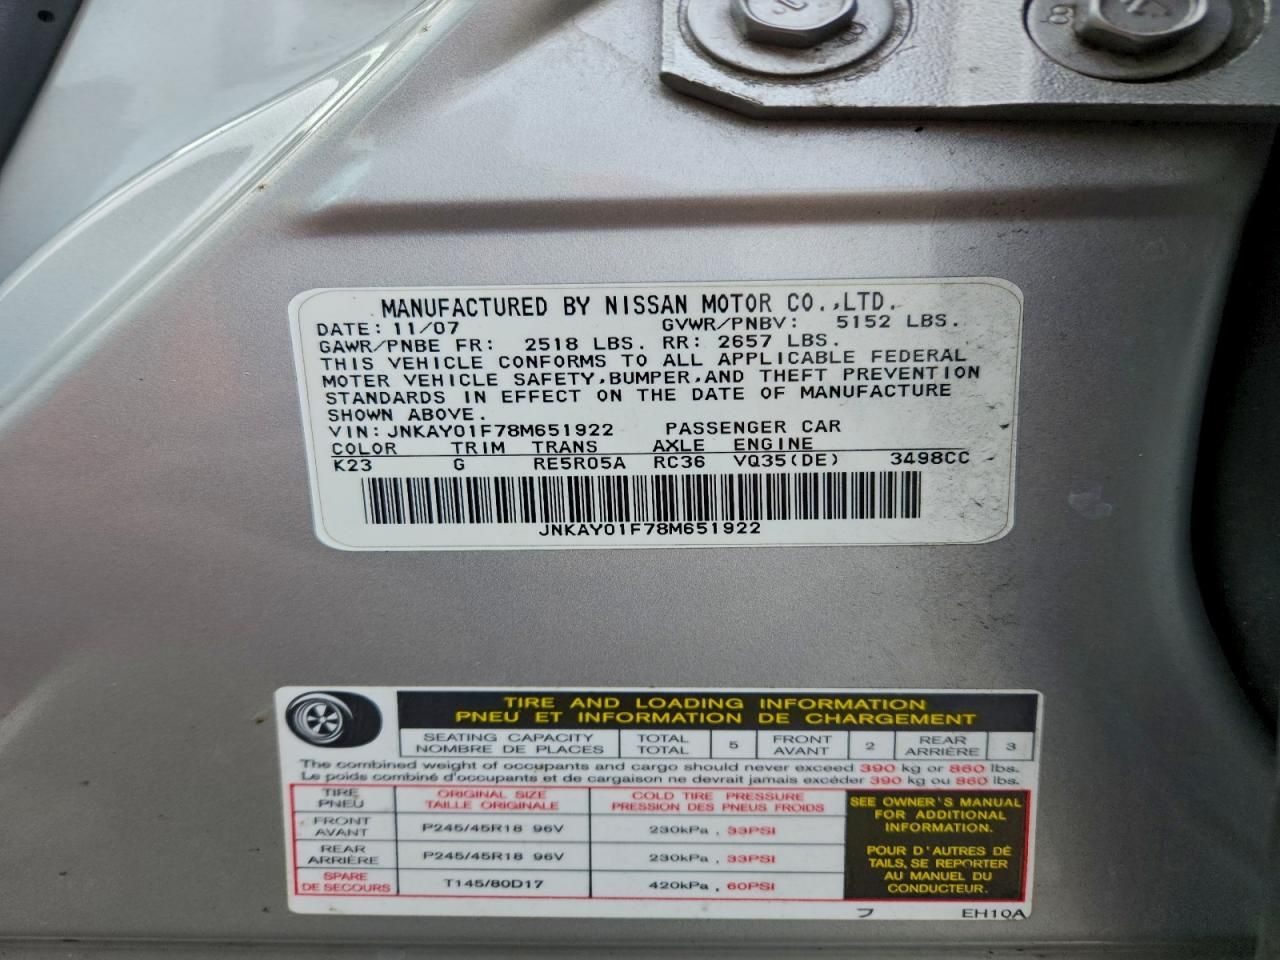 MANUFACTURED BY NISSAN MOTOR CO.,LTD.
DATE: 11/07 GVWR/PNBV: 5152 LBS.
GAWR/PNBE FR: 2518 LBS. RR: 2657 LBS.
THIS VEHICLE CONFORMS TO ALL APPLICABLE FEDERAL
MOTER VEHICLE SAFETY,BUMPER,AND THEFT PREVENTION
STANDARDS IN EFFECT ON THE DATE OF MANUFACTURE
SHOWN ABOVE.
VIN:JNKAY01F78M651922 PASSENGER CAR
COLOR TRIM TRANS AXLE ENGINE
K23 G RE5R05A RC36 VQ35(DE) 3498CC
JNKAY01F78M651922
TIRE AND LOADING INFORMATION
PNEU ET INFORMATION DE CHARGEMENT
SEATING CAPACITY TOTAL 5 FRONT 2 REAR 3
NOMBRE DE PLACES TOTAL AVANT ARRIÈRE
The combined weight of occupants and cargo should never exceed 390 kg or 860 lbs.
Le poids combiné d'occupants et de cargaison ne devrait jamais excéder 390 kg ou 860 lbs.
TIRE ORIGINAL SIZE COLD TIRE PRESSURE
PNEU TAILLE ORIGINALE PRESSION DES PNEUS FROIDS
FRONT
AVANT P245/45R18 96V 230kPa , 33PSI
REAR
ARRIÈRE P245/45R18 96V 230kPa , 33PSI
SPARE
DE SECOURS T145/80D17 420kPa , 60PSI
SEE OWNER'S MANUAL
FOR ADDITIONAL
INFORMATION.
POUR D'AUTRES DÉ
TAILS, SE REPORTER
AU MANUEL DU
CONDUCTEUR.
EH10A